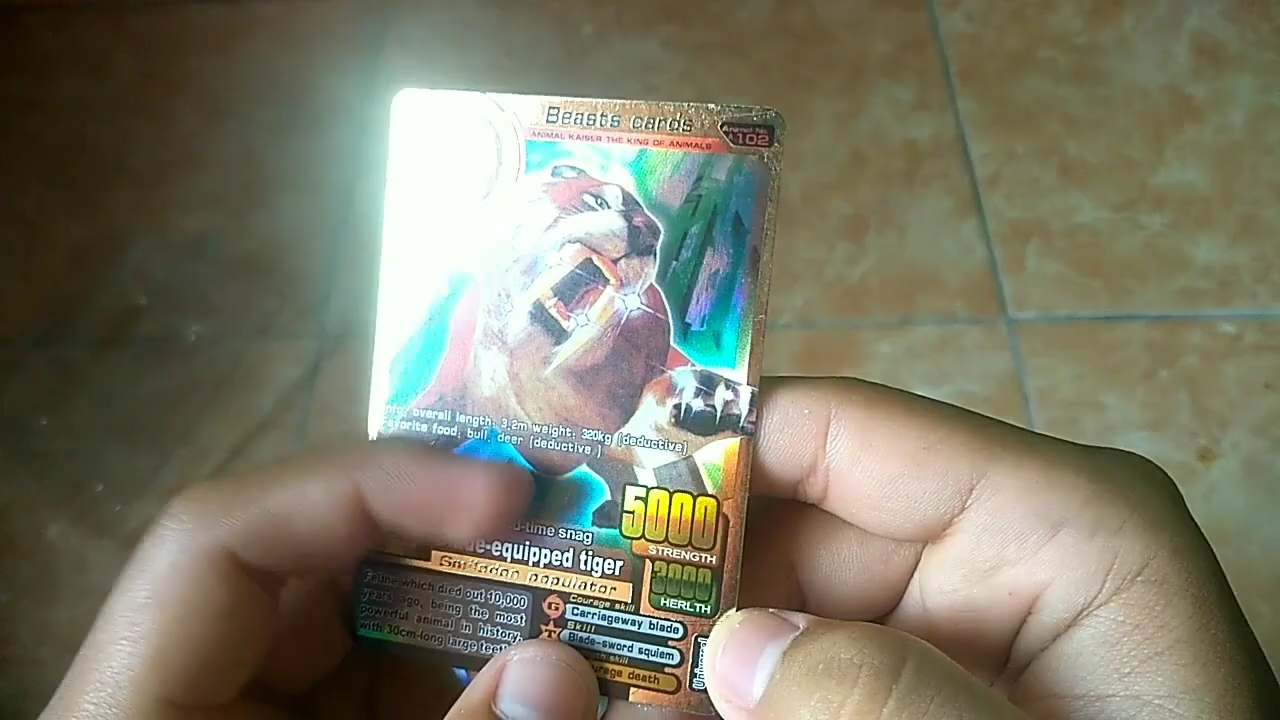 Beasts cards
ANIMAL KAISER THE KING OF ANIMALS
Animal No.
A102
overall length; 3.2m weight; 320kg [deductive]
favorite food; bull, deer [deductive ]
d-time snag
-equipped tiger
Smilodon populator
5000
STRENGTH
3000
HERLTH
Feline which died out 10,000
years ago, being the most
powerful animal in history,
with 30cm-long large teeth
Courage skill
G
Carriageway blade
Skill
T
Blade-sword squiem
skill
death
Universal